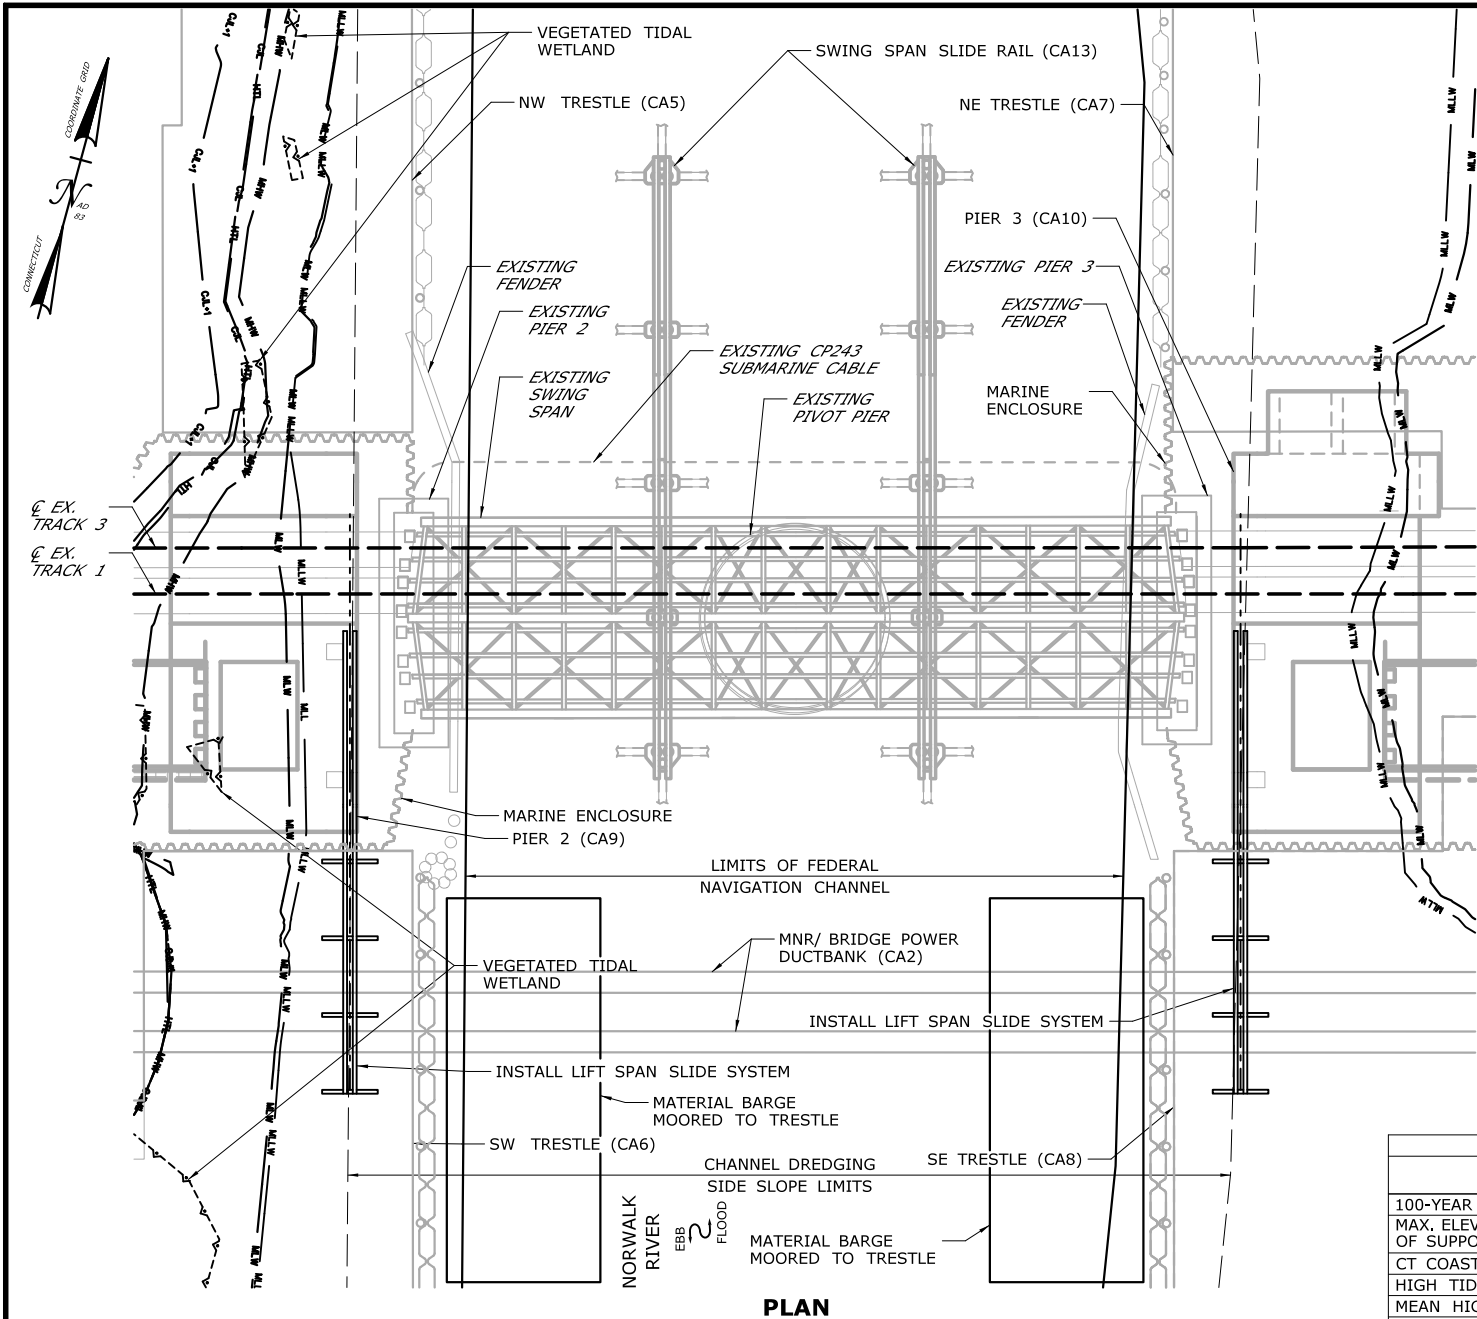 VEGETATED TIDAL
WETLAND
SWING SPAN SLIDE RAIL (CA13)
NW TRESTLE (CA5)
NE TRESTLE (CA7)
COORDINATE GRID
N
AD
83
CONNECTICUT
PIER 3 (CA10)
EXISTING
FENDER
EXISTING PIER 3
EXISTING
PIER 2
EXISTING
FENDER
EXISTING CP243
SUBMARINE CABLE
EXISTING
SWING
SPAN
EXISTING
PIVOT PIER
MARINE
ENCLOSURE
℄ EX.
TRACK 3
℄ EX.
TRACK 1
MARINE ENCLOSURE
PIER 2 (CA9)
LIMITS OF FEDERAL
NAVIGATION CHANNEL
MNR/ BRIDGE POWER
DUCTBANK (CA2)
VEGETATED TIDAL
WETLAND
INSTALL LIFT SPAN SLIDE SYSTEM
INSTALL LIFT SPAN SLIDE SYSTEM
MATERIAL BARGE
MOORED TO TRESTLE
SW TRESTLE (CA6)
SE TRESTLE (CA8)
CHANNEL DREDGING
SIDE SLOPE LIMITS
NORWALK
RIVER
EBB
FLOOD
MATERIAL BARGE
MOORED TO TRESTLE
PLAN
100-YEAR
MAX. ELEV
OF SUPPO
CT COAST
HIGH TID
MEAN HIG
CJL+1
CJL
HTL
MHW
MLW
MLLW